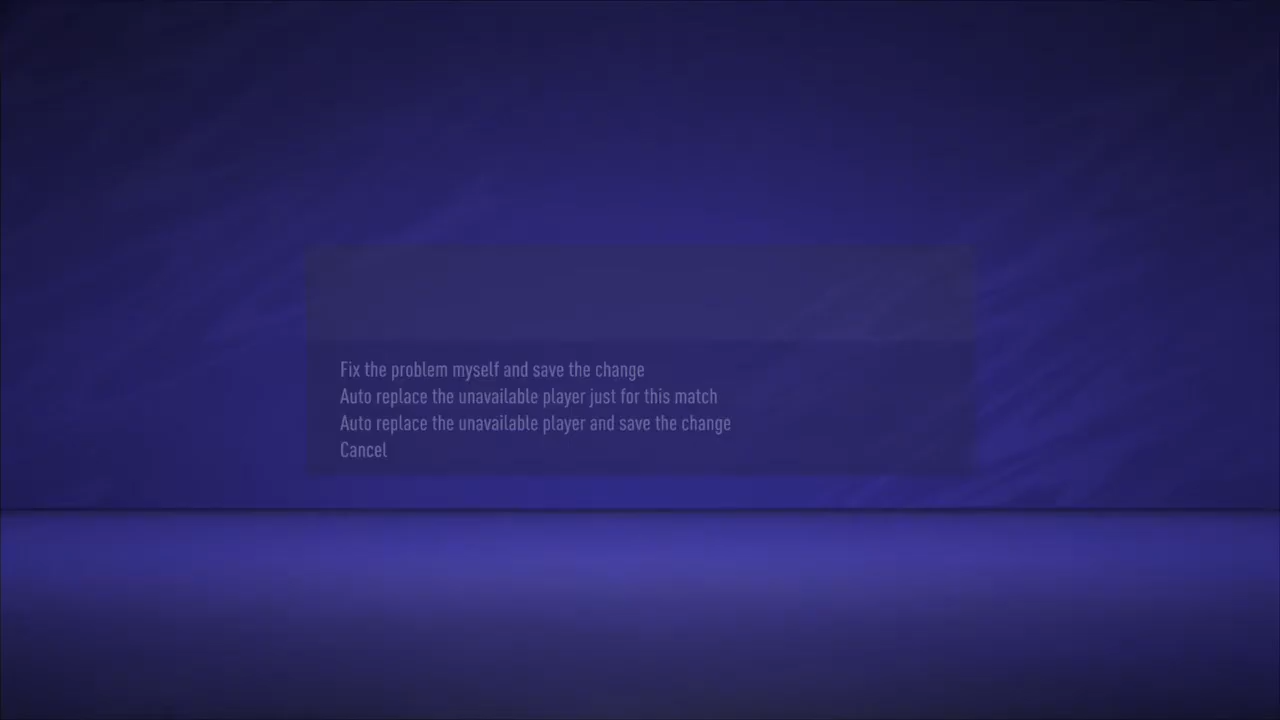 Fix the problem myself and save the change
Auto replace the unavailable player just for this match
Auto replace the unavailable player and save the change
Cancel